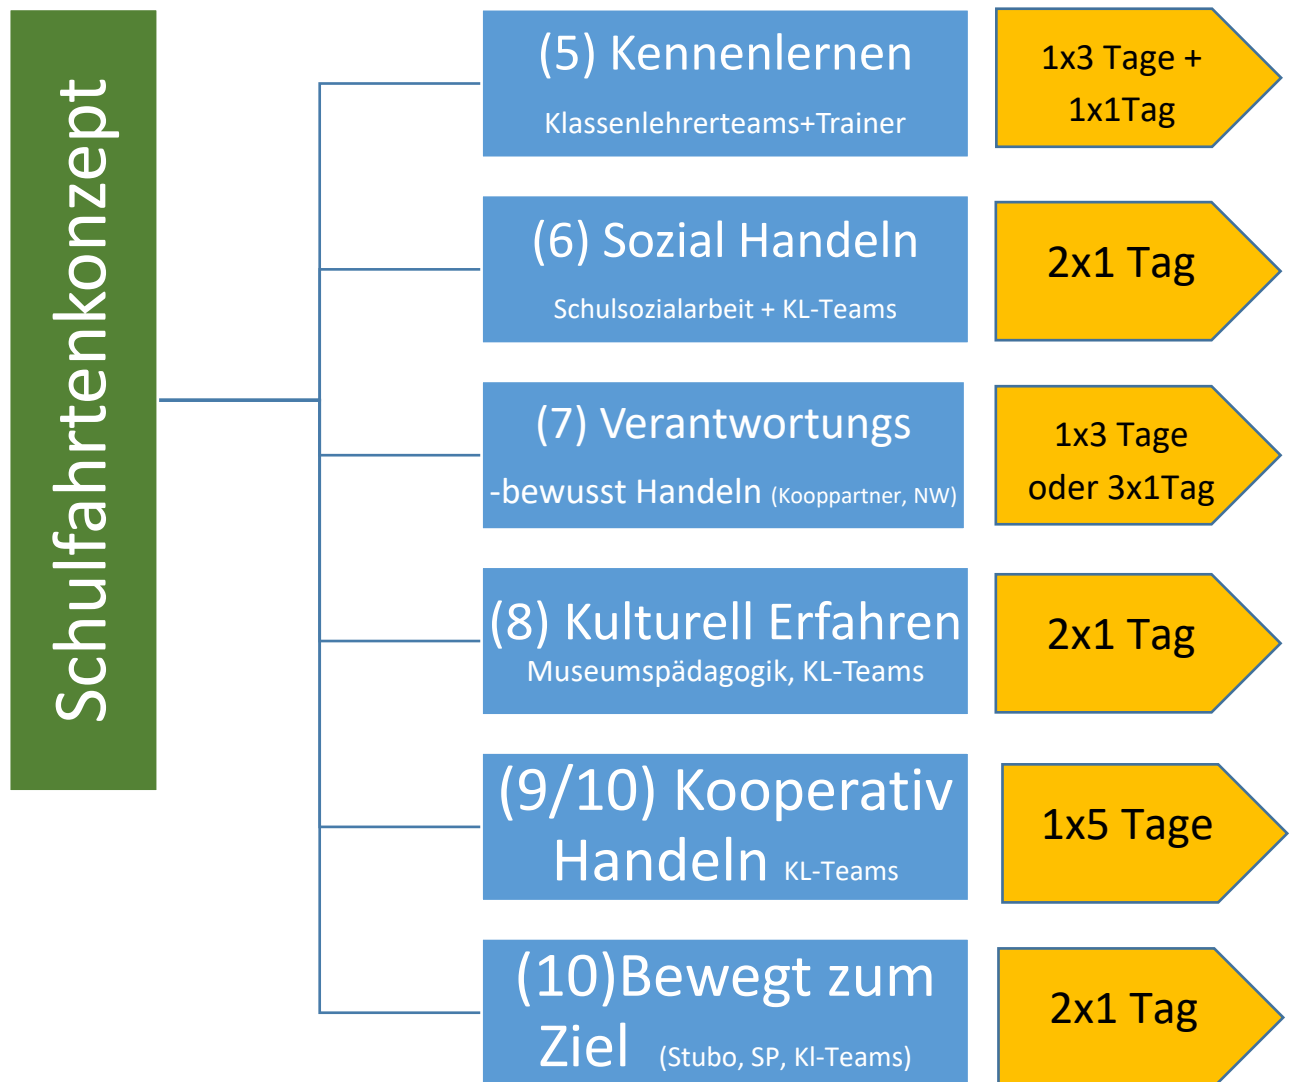 Schulfahrtenkonzept
(5) Kennenlernen
Klassenlehrerteams+Trainer
1x3 Tage +
1x1Tag
(6) Sozial Handeln
Schulsozialarbeit + KL-Teams
2x1 Tag
(7) Verantwortungs
-bewusst Handeln (Kooppartner, NW)
1x3 Tage
oder 3x1Tag
(8) Kulturell Erfahren
Museumspädagogik, KL-Teams
2x1 Tag
(9/10) Kooperativ
Handeln KL-Teams
1x5 Tage
(10)Bewegt zum
Ziel (Stubo, SP, Kl-Teams)
2x1 Tag